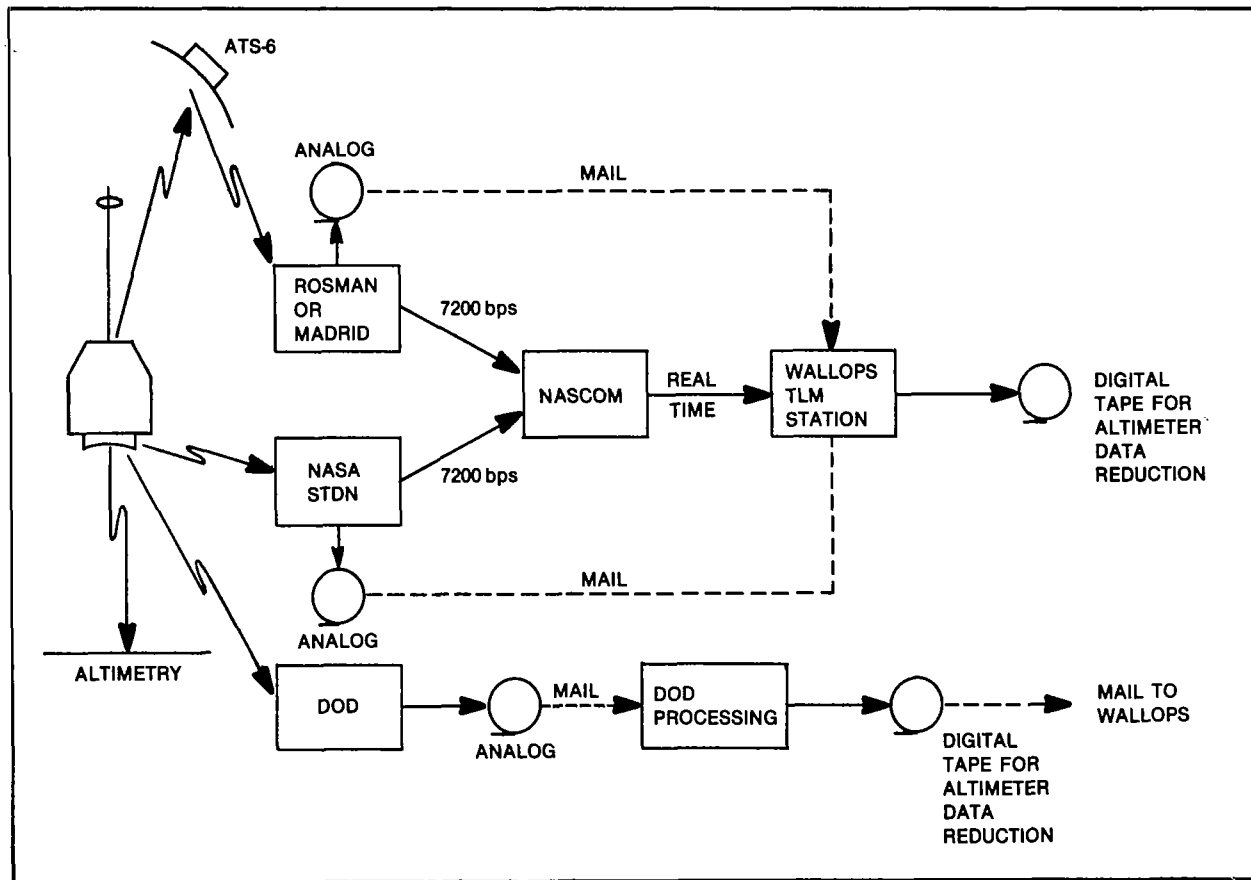 ATS-6
ANALOG
MAIL
ROSMAN
OR
MADRID
7200 bps
NASCOM
REAL
TIME
WALLOPS
TLM
STATION
DIGITAL
TAPE FOR
ALTIMETER
DATA
REDUCTION
NASA
STDN
7200 bps
MAIL
ANALOG
ALTIMETRY
DOD
MAIL
ANALOG
DOD
PROCESSING
DIGITAL
TAPE FOR
ALTIMETER
DATA
REDUCTION
MAIL TO
WALLOPS